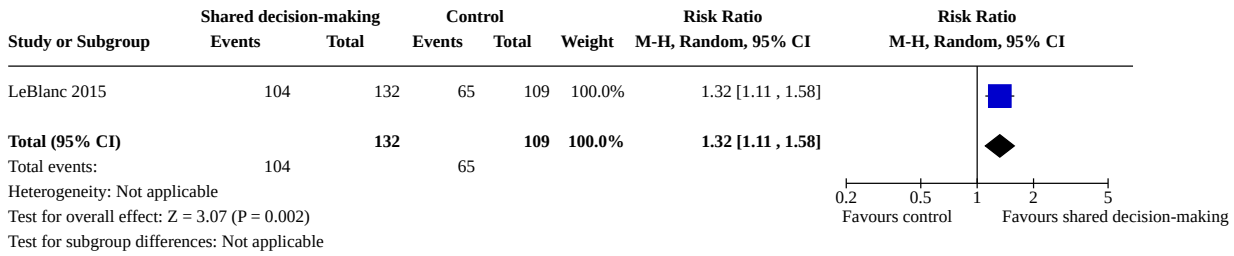 Shared decision-making Control Risk Ratio Risk Ratio
Study or Subgroup Events Total Events Total Weight M-H, Random, 95% CI M-H, Random, 95% CI
LeBlanc 2015 104 132 65 109 100.0% 1.32 [1.11 , 1.58]
Total (95% CI) 132 109 100.0% 1.32 [1.11 , 1.58]
Total events: 104 65
Heterogeneity: Not applicable
0.2 0.5 1 2 5
Test for overall effect: Z = 3.07 (P = 0.002) Favours control Favours shared decision-making
Test for subgroup differences: Not applicable